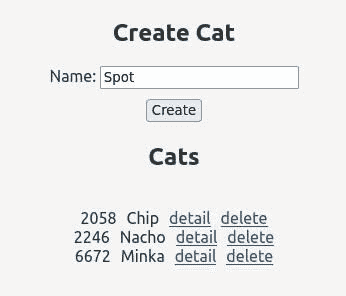 Create Cat
Name: Spot
Create
Cats
2058 Chip detail delete
2246 Nacho detail delete
6672 Minka detail delete